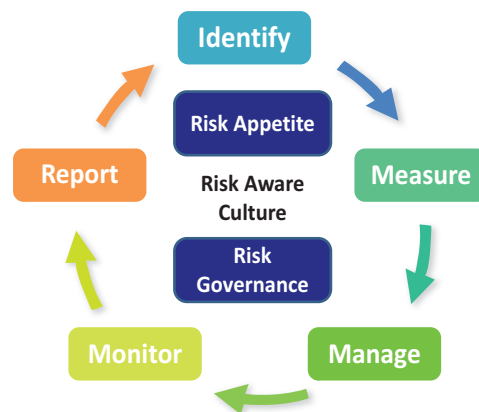 Identify
Risk Appetite
Report
Risk Aware
Culture
Measure
Risk
Governance
Monitor
Manage